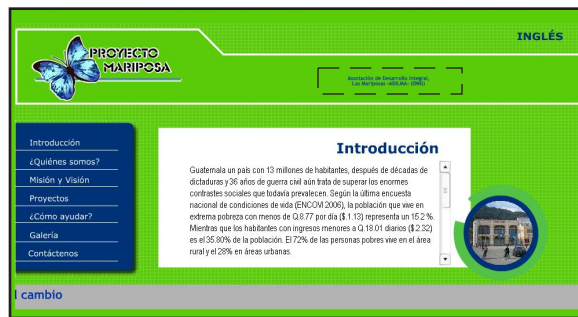 INGLÉS
PROYECTO
MARIPOSA
Asociación de Desarrollo Integral,
Las Mariposas -ADILMA- (ONG)
Introducción
¿Quiénes somos?
Misión y Visión
Proyectos
¿Cómo ayudar?
Galería
Contáctenos
Introducción
Guatemala un país con 13 millones de habitantes, después de décadas de
dictaduras y 36 años de guerra civil aún trata de superar los enormes
contrastes sociales que todavía prevalecen. Según la última encuesta
nacional de condiciones de vida (ENCOVI 2006), la población que vive en
extrema pobreza con menos de Q.8.77 por día ($.1.13) representa un 15.2 %.
Mientras que los habitantes con ingresos menores a Q.18.01 diarios ($.2.32)
es el 35.80% de la población. El 72% de las personas pobres vive en el área
rural y el 28% en áreas urbanas.
cambio